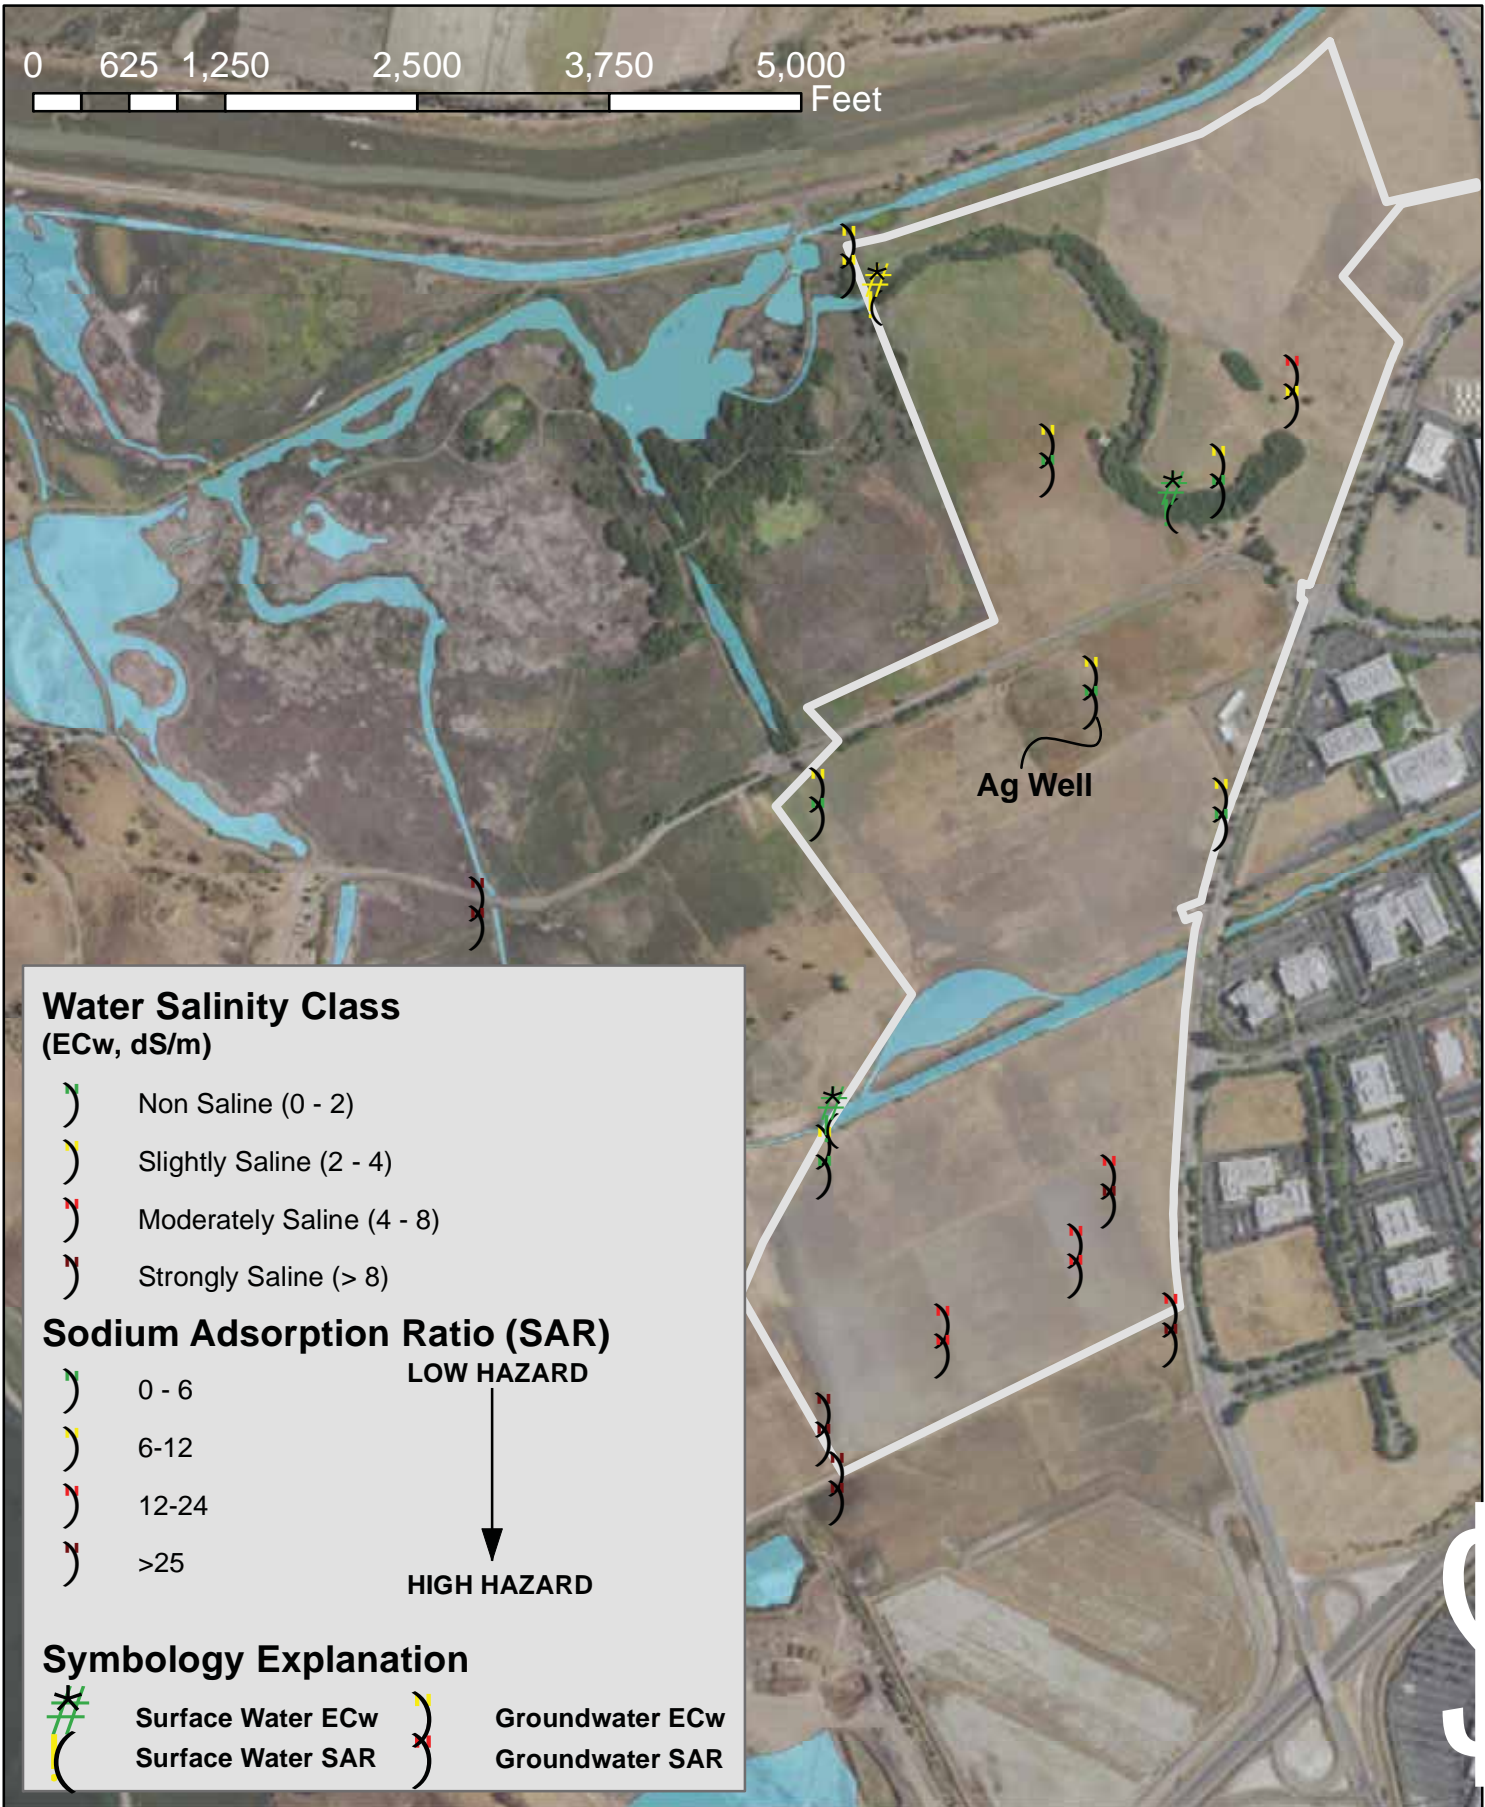 0 625 1,250 2,500 3,750 5,000
Feet
Ag Well
Water Salinity Class
(ECw, dS/m)
Non Saline (0 - 2)
Slightly Saline (2 - 4)
Moderately Saline (4 - 8)
Strongly Saline (> 8)
Sodium Adsorption Ratio (SAR)
LOW HAZARD
0 - 6
6-12
12-24
>25
HIGH HAZARD
Symbology Explanation
Surface Water ECw Groundwater ECw
Surface Water SAR Groundwater SAR